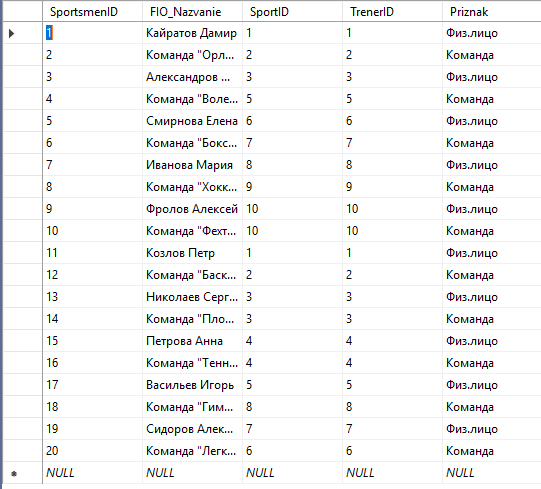 SportsmenID FIO_Nazvanie SportID TrenerID Priznak
1 Кайратов Дамир 1 1 Физ.лицо
2 Команда "Орл... 2 2 Команда
3 Александров ... 3 3 Физ.лицо
4 Команда "Воле... 5 5 Команда
5 Смирнова Елена 6 6 Физ.лицо
6 Команда "Бокс... 7 7 Команда
7 Иванова Мария 8 8 Физ.лицо
8 Команда "Хокк... 9 9 Команда
9 Фролов Алексей 10 10 Физ.лицо
10 Команда "Фехт... 10 10 Команда
11 Козлов Петр 1 1 Физ.лицо
12 Команда "Баск... 2 2 Команда
13 Николаев Серг... 3 3 Физ.лицо
14 Команда "Пло... 3 3 Команда
15 Петрова Анна 4 4 Физ.лицо
16 Команда "Тенн... 4 4 Команда
17 Васильев Игорь 5 5 Физ.лицо
18 Команда "Гим... 8 8 Команда
19 Сидоров Алек... 7 7 Физ.лицо
20 Команда "Легк... 6 6 Команда
NULL NULL NULL NULL NULL